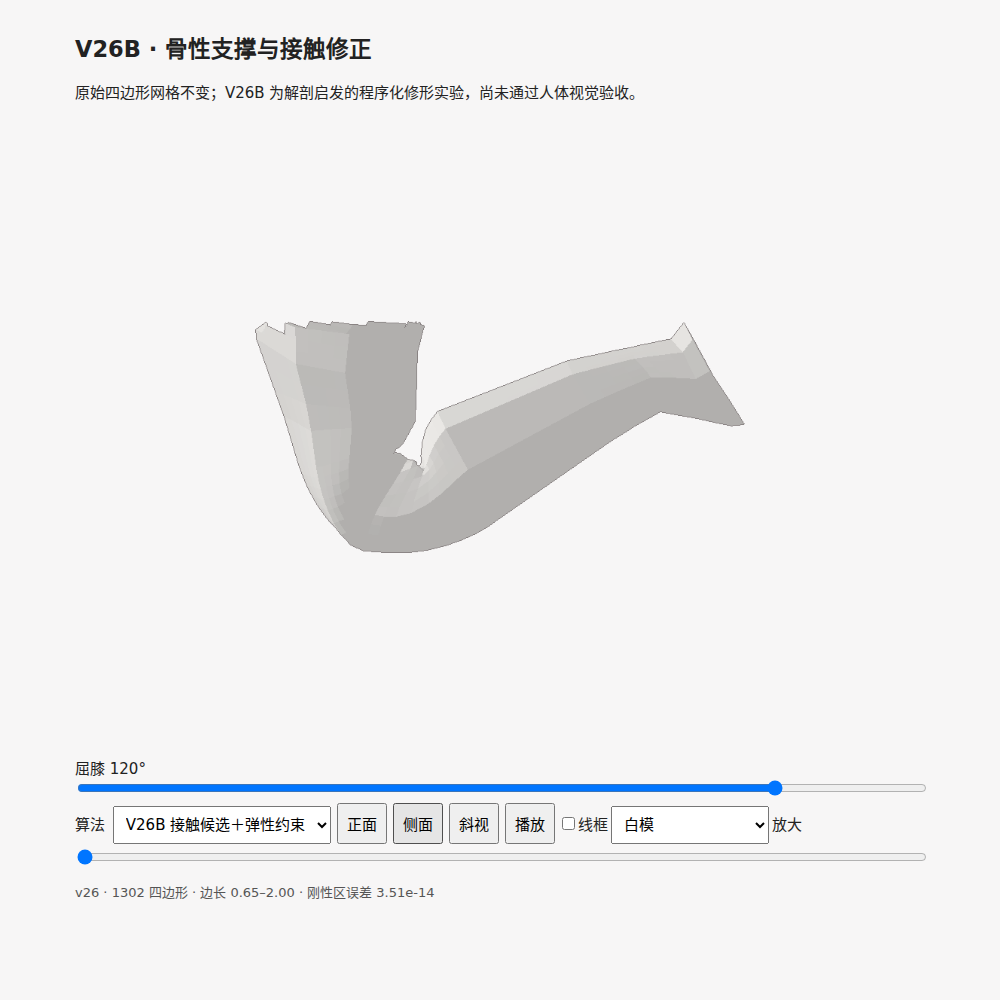 V26B · 骨性支撑与接触修正
原始四边形网格不变；V26B 为解剖启发的程序化修形实验，尚未通过人体视觉验收。
屈膝 120°
算法 V26B 接触候选＋弹性约束 正面 侧面 斜视 播放 线框 白模 放大
v26 · 1302 四边形 · 边长 0.65–2.00 · 刚性区误差 3.51e-14